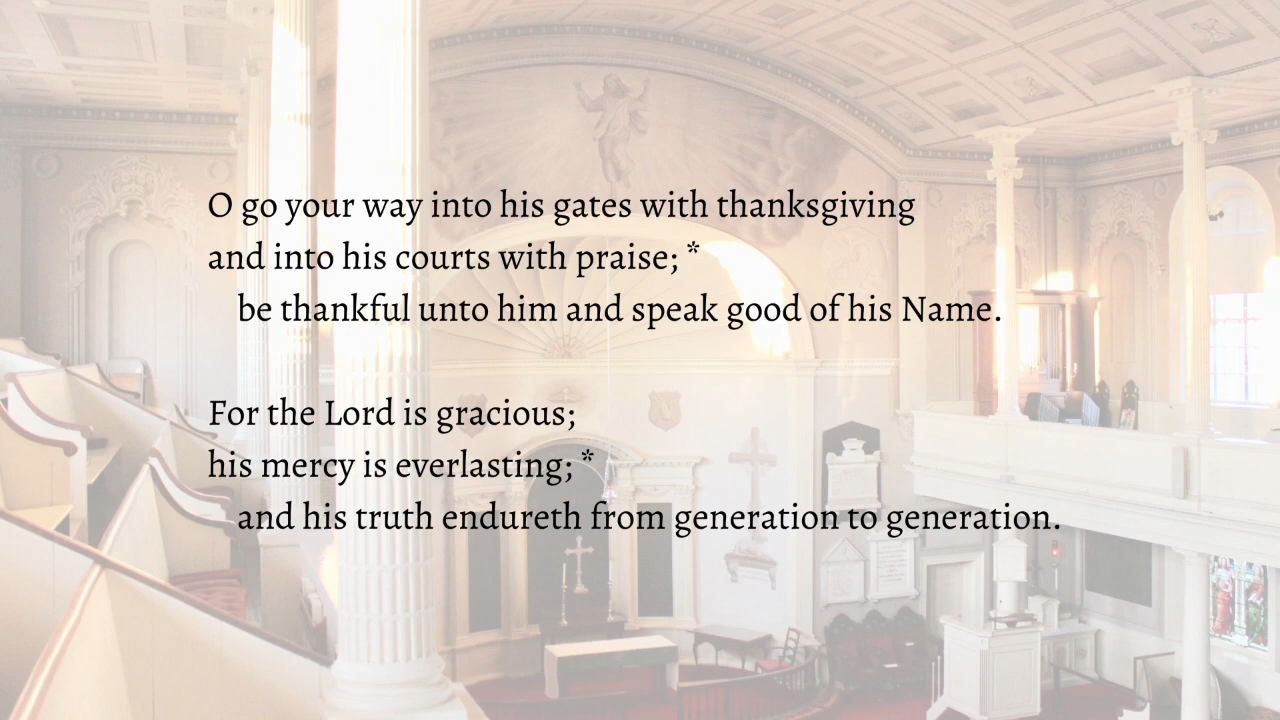 O go your way into his gates with thanksgiving
and into his courts with praise; *
be thankful unto him and speak good of his Name.
For the Lord is gracious;
his mercy is everlasting; *
and his truth endureth from generation to generation.